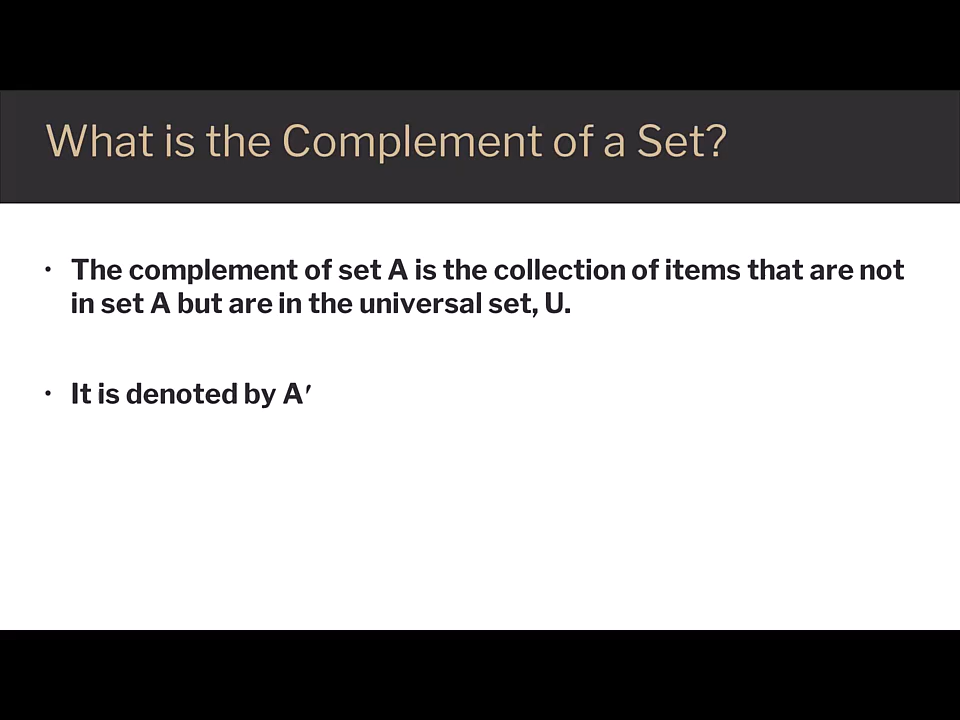 What is the Complement of a Set?
• The complement of set A is the collection of items that are not
in set A but are in the universal set, U.
• It is denoted by A′